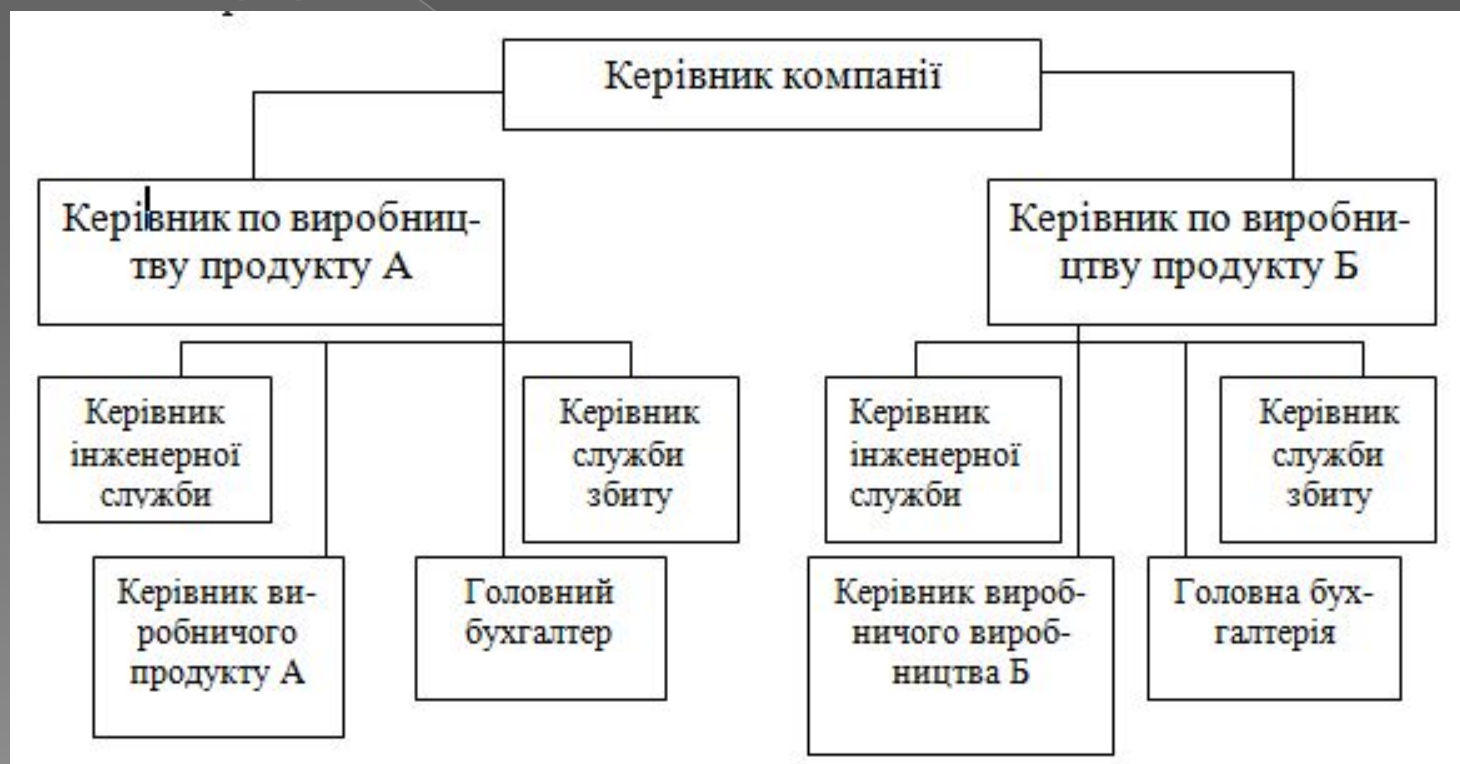 Керівник компанії
Керівник по виробниц-
тву продукту А
Керівник по виробни-
цтву продукту Б
Керівник
інженерної
служби
Керівник
служби
збиту
Керівник
інженерної
служби
Керівник
служби
збиту
Керівник ви-
робничого
продукту А
Головний
бухгалтер
Керівник вироб-
ничого вироб-
ництва Б
Головна бух-
галтерія